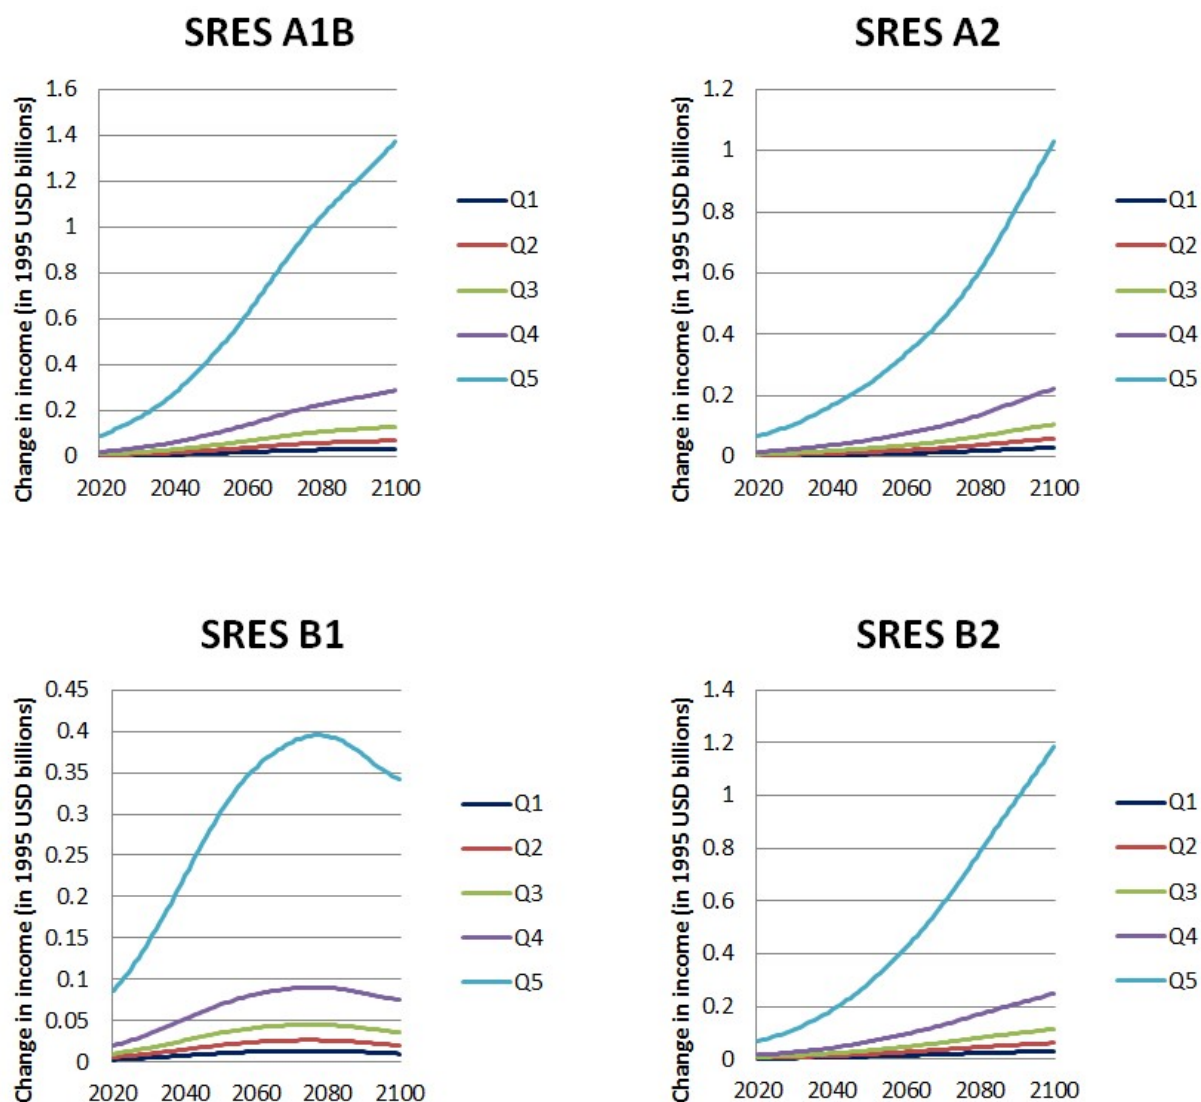 SRES A1B
Change in income (in 1995 USD billions)
1.6
1.4
1.2
1
0.8
0.6
0.4
0.2
0
2020 2040 2060 2080 2100
Q1
Q2
Q3
Q4
Q5
SRES A2
Change in income (in 1995 USD billions)
1.2
1
0.8
0.6
0.4
0.2
0
2020 2040 2060 2080 2100
Q1
Q2
Q3
Q4
Q5
SRES B1
Change in income (in 1995 USD billions)
0.45
0.4
0.35
0.3
0.25
0.2
0.15
0.1
0.05
0
2020 2040 2060 2080 2100
Q1
Q2
Q3
Q4
Q5
SRES B2
Change in income (in 1995 USD billions)
1.4
1.2
1
0.8
0.6
0.4
0.2
0
2020 2040 2060 2080 2100
Q1
Q2
Q3
Q4
Q5